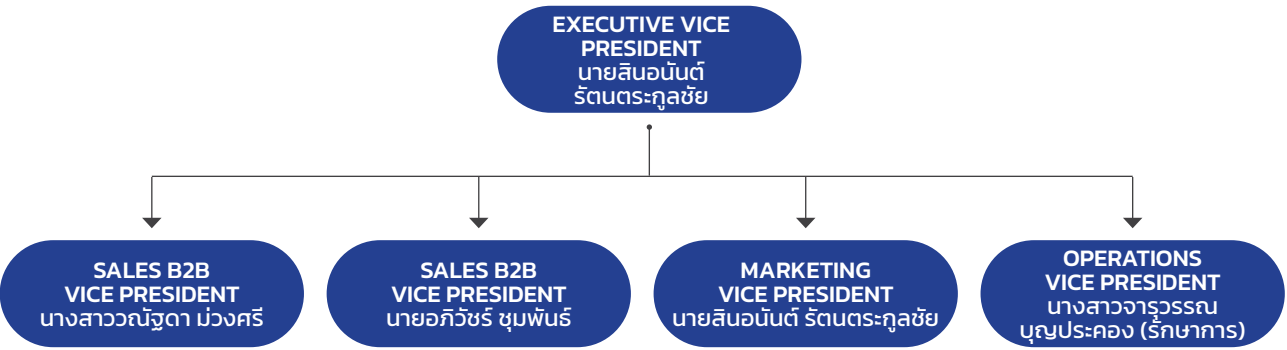 EXECUTIVE VICE
PRESIDENT
นายสินอนันต์
รัตนตระกูลชัย
SALES B2B
VICE PRESIDENT
นางสาววณัฐดา ม่วงศรี
SALES B2B
VICE PRESIDENT
นายอภิวัชร์ ชุมพันธ์
MARKETING
VICE PRESIDENT
นายสินอนันต์ รัตนตระกูลชัย
OPERATIONS
VICE PRESIDENT
นางสาวจารุวรรณ
บุญประคอง (รักษาการ)